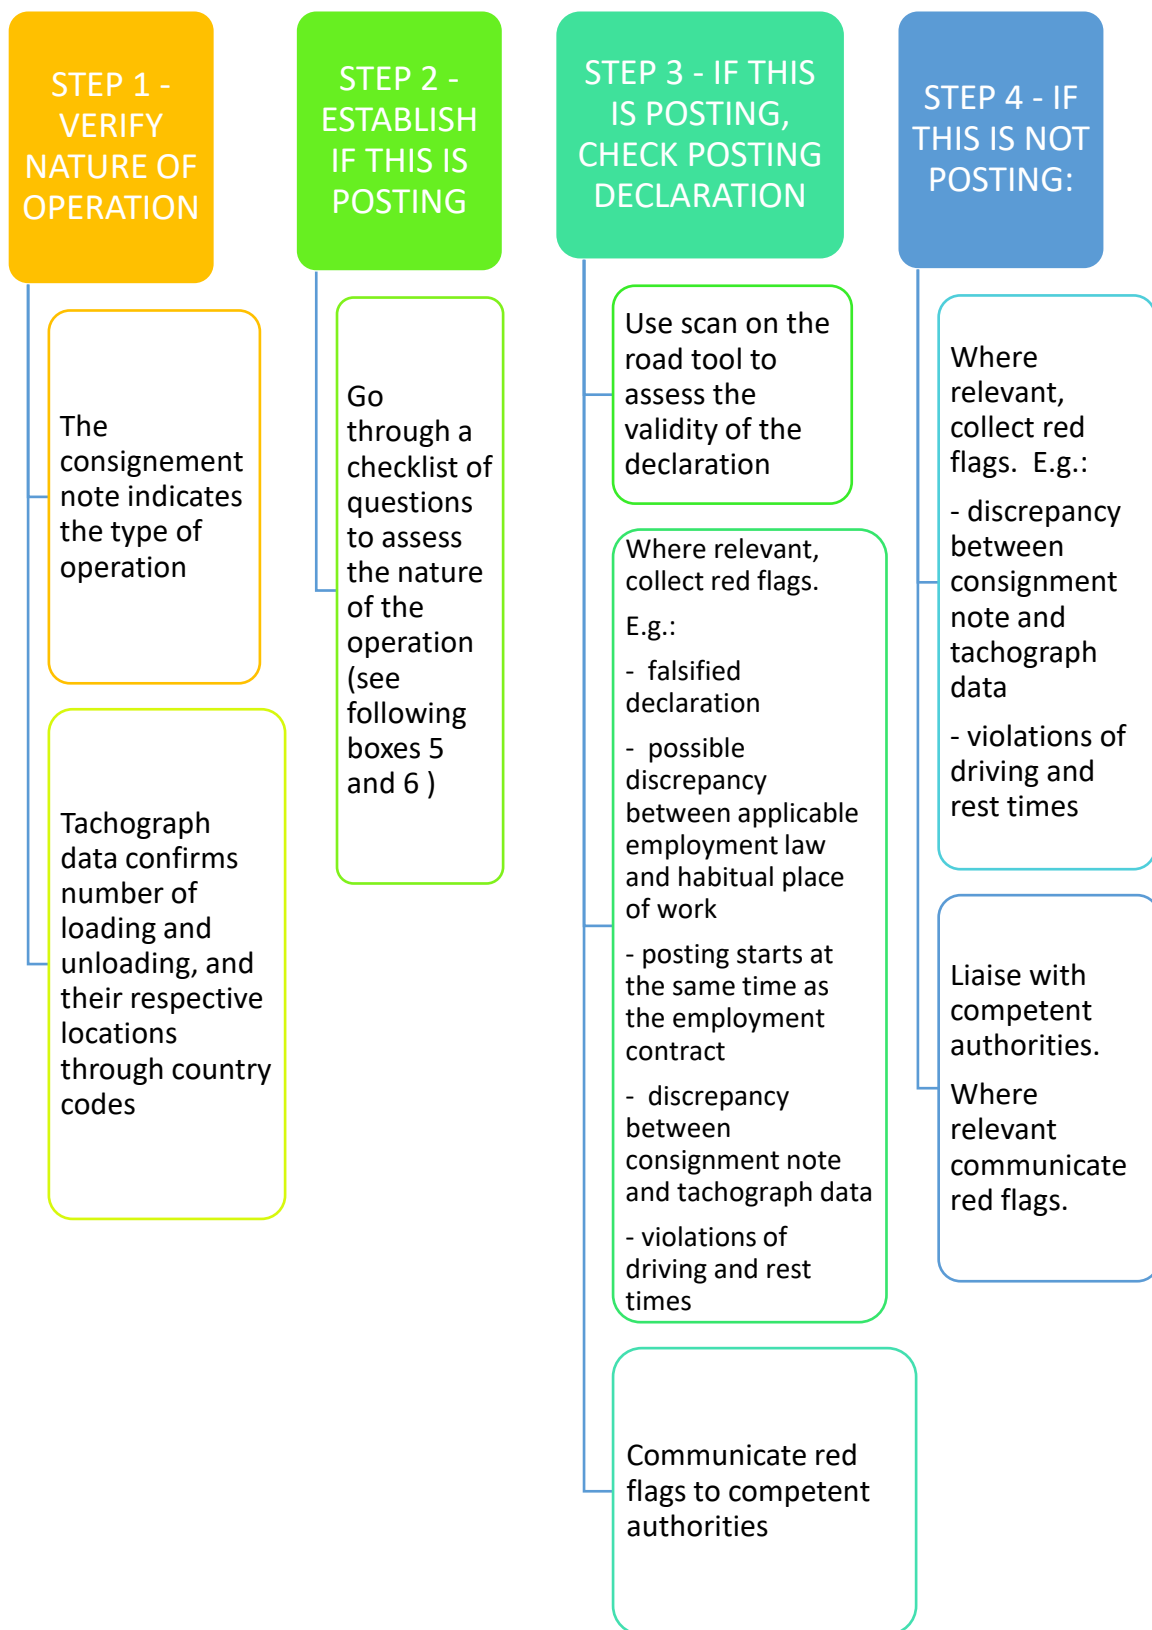 STEP 1 -
VERIFY
NATURE OF
OPERATION
The
consignement
note indicates
the type of
operation
Tachograph
data confirms
number of
loading and
unloading, and
their respective
locations
through country
codes
STEP 2 -
ESTABLISH
IF THIS IS
POSTING
Go
through a
checklist of
questions
to assess
the nature
of the
operation
(see
following
boxes 5
and 6 )
STEP 3 - IF THIS
IS POSTING,
CHECK POSTING
DECLARATION
Use scan on the
road tool to
assess the
validity of the
declaration
Where relevant,
collect red flags.
E.g.:
- falsified
declaration
- possible
discrepancy
between applicable
employment law
and habitual place
of work
- posting starts at
the same time as
the employment
contract
- discrepancy
between
consignment note
and tachograph data
- violations of
driving and rest
times
Communicate red
flags to competent
authorities
STEP 4 - IF
THIS IS NOT
POSTING:
Where
relevant,
collect red
flags. E.g.:
- discrepancy
between
consignment
note and
tachograph
data
- violations of
driving and
rest times
Liaise with
competent
authorities.
Where
relevant
communicate
red flags.